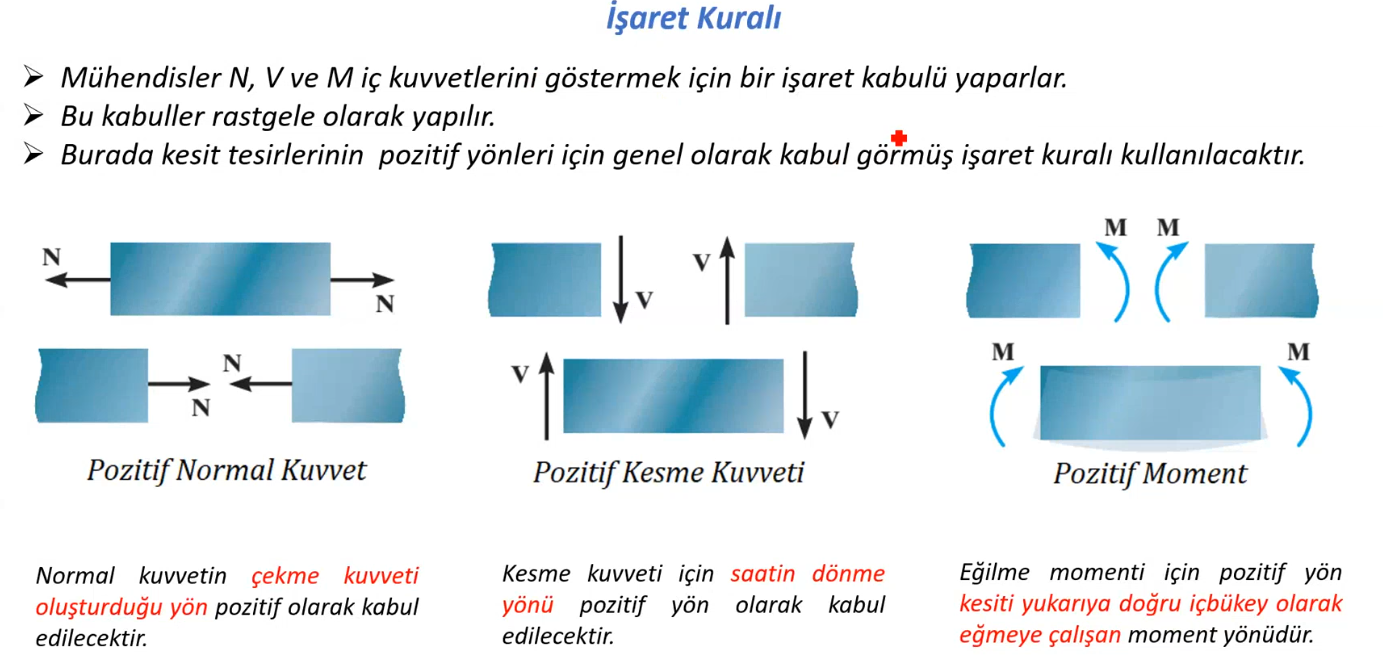 İşaret Kuralı
➢ Mühendisler N, V ve M iç kuvvetlerini göstermek için bir işaret kabulü yaparlar.
➢ Bu kabuller rastgele olarak yapılır.
➢ Burada kesit tesirlerinin pozitif yönleri için genel olarak kabul görmüş işaret kuralı kullanılacaktır.
N
N
N
N
Pozitif Normal Kuvvet
V
V
V
V
Pozitif Kesme Kuvveti
M M
M
M
Pozitif Moment
Normal kuvvetin çekme kuvveti
oluşturduğu yön pozitif olarak kabul
edilecektir.
Kesme kuvveti için saatin dönme
yönü pozitif yön olarak kabul
edilecektir.
Eğilme momenti için pozitif yön
kesiti yukarıya doğru içbükey olarak
eğmeye çalışan moment yönüdür.